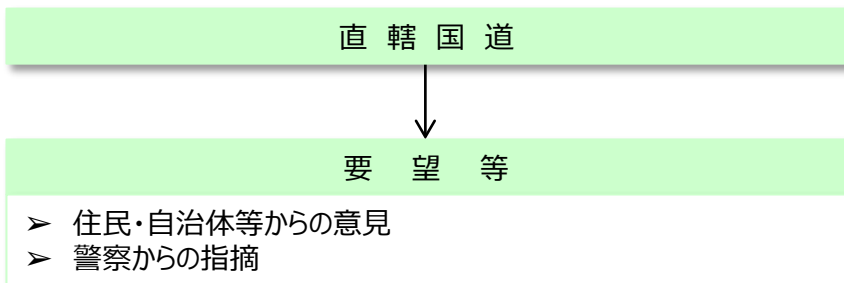 直 轄 国 道
要 望 等
➢ 住民・自治体等からの意見
➢ 警察からの指摘